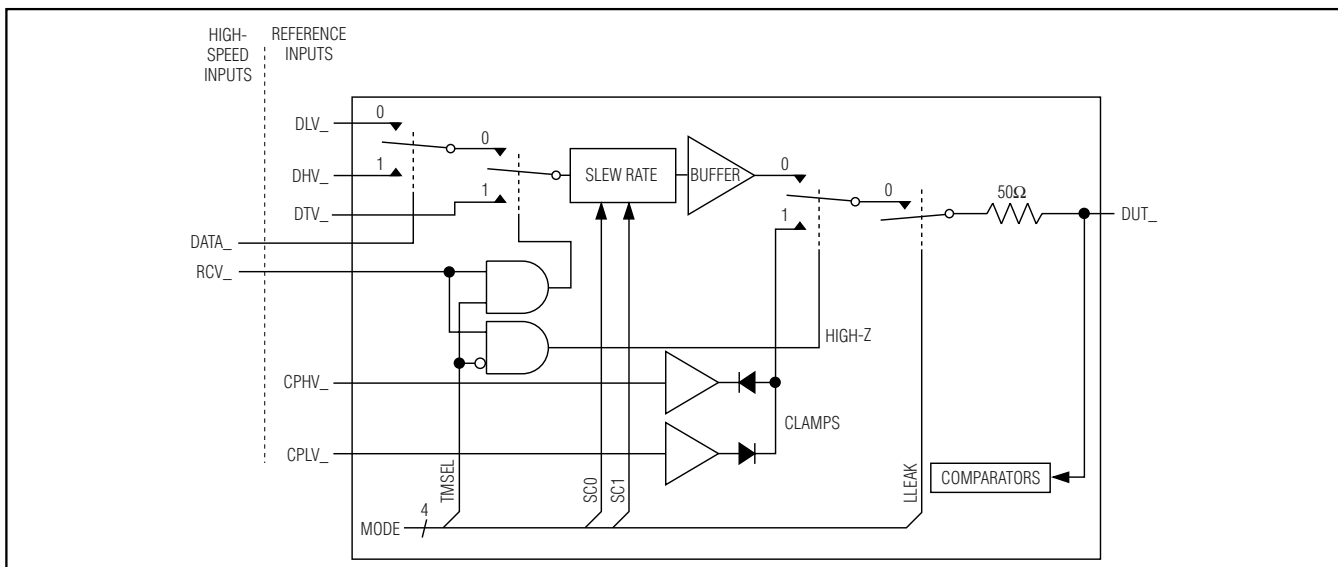 HIGH-
SPEED
INPUTS
REFERENCE
INPUTS
DLV_
DHV_
DTV_
DATA_
RCV_
CPHV_
CPLV_
MODE
4
0
1
0
1
SLEW RATE
BUFFER
0
1
0
50Ω
DUT_
HIGH-Z
CLAMPS
TMSEL
SC0
SC1
LLEAK
COMPARATORS